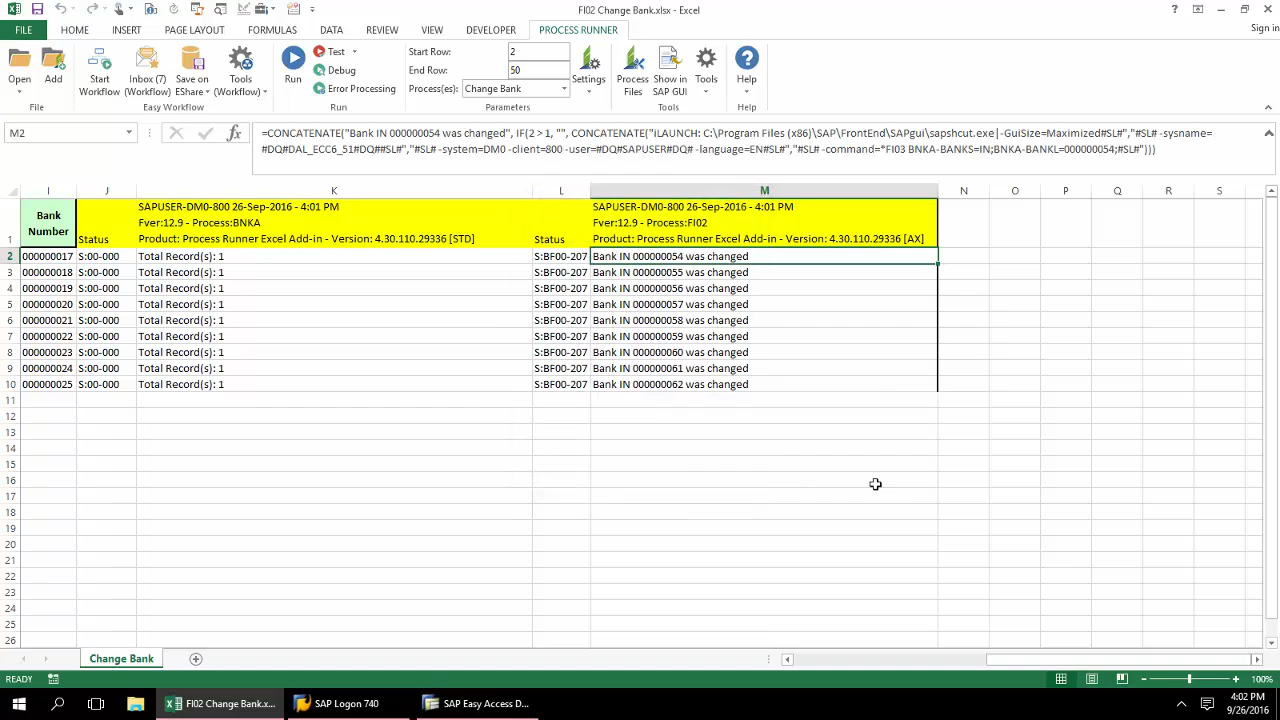 FI02 Change Bank.xlsx - Excel
Sign in
FILE HOME INSERT PAGE LAYOUT FORMULAS DATA REVIEW VIEW DEVELOPER PROCESS RUNNER
Open Add
File
Start Workflow Inbox (7) (Workflow) Save on EShare Tools (Workflow)
Easy Workflow
Run Test
Debug
Error Processing
Run
Start Row: 2
End Row: 50
Process(es): Change Bank
Parameters
Settings
Process Files Show in SAP GUI Tools
Tools
Help
Help
M2
fx
=CONCATENATE("Bank IN 000000054 was changed", IF(2 > 1, "", CONCATENATE("iLAUNCH: C:\Program Files (x86)\SAP\FrontEnd\SAPgui\sapshcut.exe|-GuiSize=Maximized#SL#","#SL# -sysname=
#DQ#DAL_ECC6_51#DQ##SL#","#SL# -system=DM0 -client=800 -user=#DQ#SAPUSER#DQ# -language=EN#SL#","#SL# -command=*FI03 BNKA-BANKS=IN;BNKA-BANKL=000000054;#SL#")))
I J K L M N O P Q R S
Bank Number
Status
SAPUSER-DM0-800 26-Sep-2016 - 4:01 PM
Fver:12.9 - Process:BNKA
Product: Process Runner Excel Add-in - Version: 4.30.110.29336 [STD]
Status
SAPUSER-DM0-800 26-Sep-2016 - 4:01 PM
Fver:12.9 - Process:FI02
Product: Process Runner Excel Add-in - Version: 4.30.110.29336 [AX]
1
2 000000017 S:00-000 Total Record(s): 1 S:BF00-207 Bank IN 000000054 was changed
3 000000018 S:00-000 Total Record(s): 1 S:BF00-207 Bank IN 000000055 was changed
4 000000019 S:00-000 Total Record(s): 1 S:BF00-207 Bank IN 000000056 was changed
5 000000020 S:00-000 Total Record(s): 1 S:BF00-207 Bank IN 000000057 was changed
6 000000021 S:00-000 Total Record(s): 1 S:BF00-207 Bank IN 000000058 was changed
7 000000022 S:00-000 Total Record(s): 1 S:BF00-207 Bank IN 000000059 was changed
8 000000023 S:00-000 Total Record(s): 1 S:BF00-207 Bank IN 000000060 was changed
9 000000024 S:00-000 Total Record(s): 1 S:BF00-207 Bank IN 000000061 was changed
10 000000025 S:00-000 Total Record(s): 1 S:BF00-207 Bank IN 000000062 was changed
11
12
13
14
15
16
17
18
19
20
21
22
23
24
25
26
Change Bank
READY
100%
FI02 Change Bank.x...
SAP Logon 740
SAP Easy Access D...
4:02 PM
9/26/2016